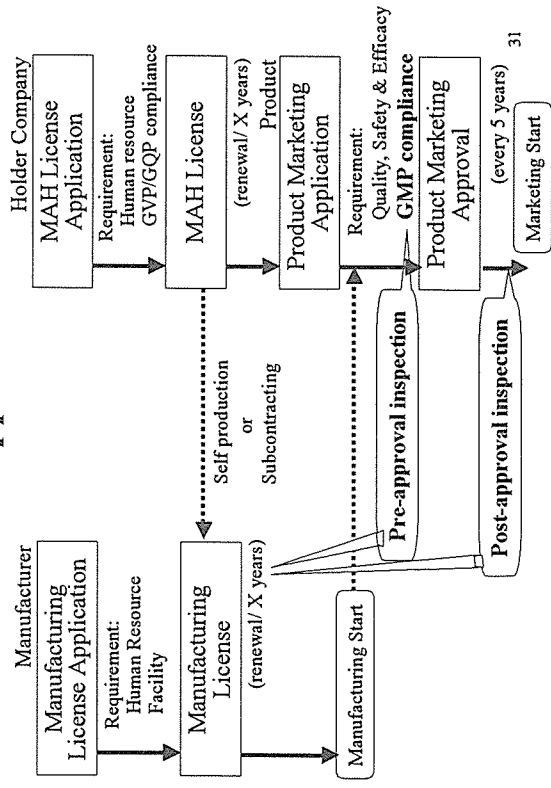 Manufacturer
Manufacturing
License Application
Requirement:
Human Resource
Facility
Manufacturing
License
(renewal/ X years)
Manufacturing Start
Self production
or
Subcontracting
Holder Company
MAH License
Application
Requirement:
Human resource
GVP/GQP compliance
MAH License
(renewal/ X years)
Product
Product Marketing
Application
Requirement:
Quality, Safety & Efficacy
GMP compliance
Pre-approval inspection
Product Marketing
Approval
(every 5 years)
Post-approval inspection
Marketing Start
31